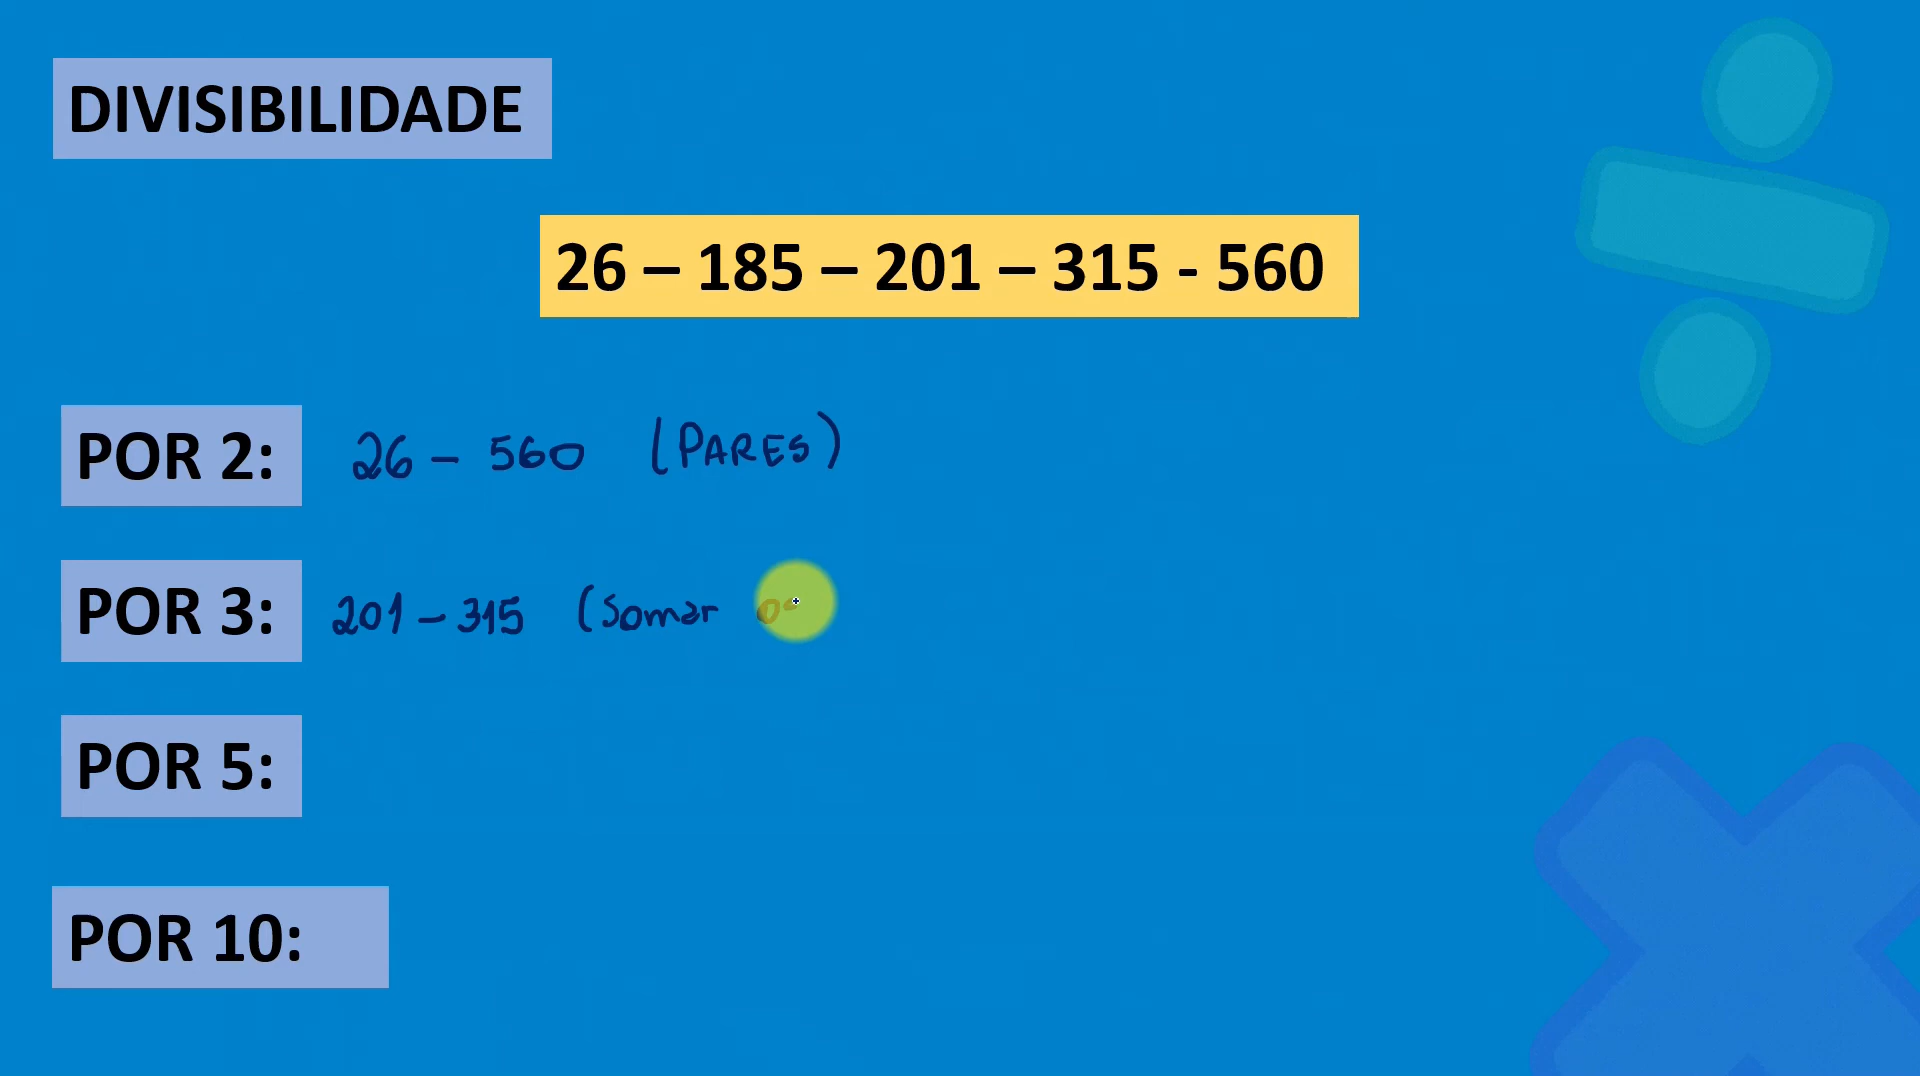 DIVISIBILIDADE
26 – 185 – 201 – 315 - 560
POR 2: 26 – 560 (PARES)
POR 3: 201 – 315 (Somar
POR 5:
POR 10: